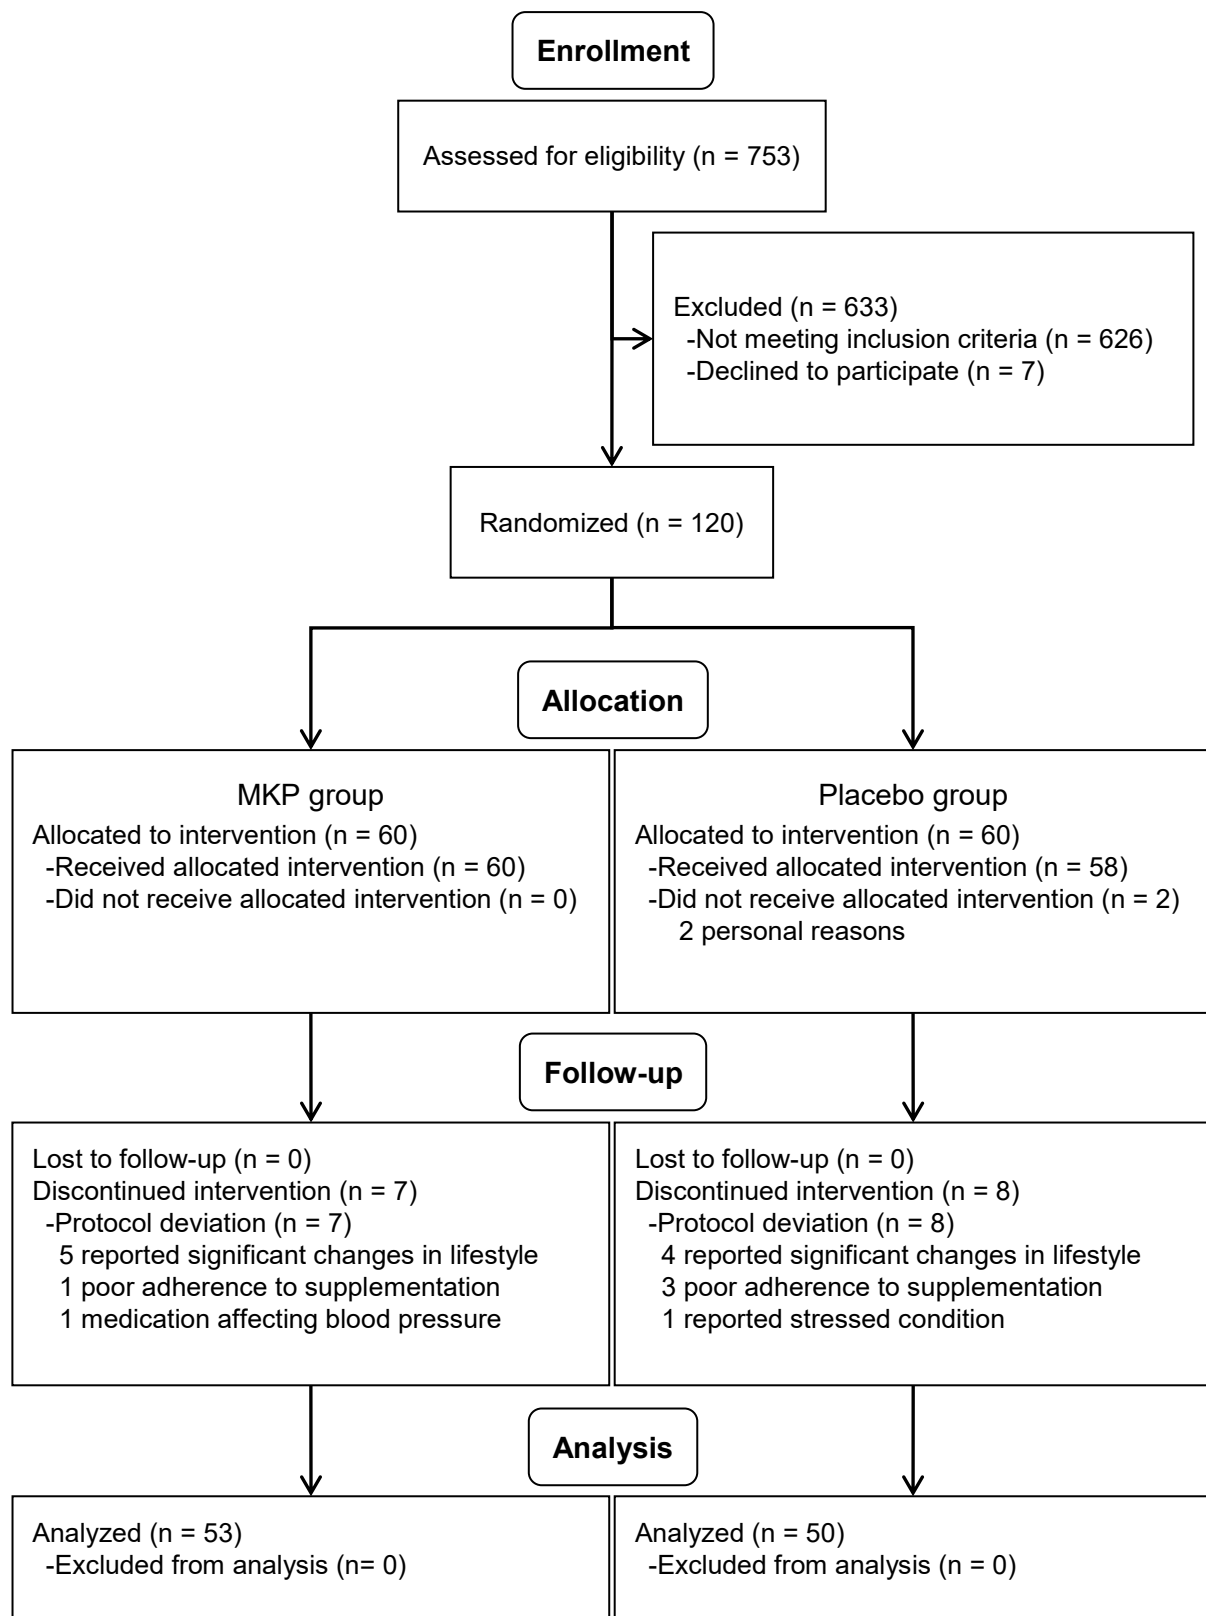 Enrollment
Assessed for eligibility (n = 753)
Excluded (n = 633)
-Not meeting inclusion criteria (n = 626)
-Declined to participate (n = 7)
Randomized (n = 120)
Allocation
MKP group
Allocated to intervention (n = 60)
-Received allocated intervention (n = 60)
-Did not receive allocated intervention (n = 0)
Placebo group
Allocated to intervention (n = 60)
-Received allocated intervention (n = 58)
-Did not receive allocated intervention (n = 2)
2 personal reasons
Follow-up
Lost to follow-up (n = 0)
Discontinued intervention (n = 7)
-Protocol deviation (n = 7)
5 reported significant changes in lifestyle
1 poor adherence to supplementation
1 medication affecting blood pressure
Lost to follow-up (n = 0)
Discontinued intervention (n = 8)
-Protocol deviation (n = 8)
4 reported significant changes in lifestyle
3 poor adherence to supplementation
1 reported stressed condition
Analysis
Analyzed (n = 53)
-Excluded from analysis (n= 0)
Analyzed (n = 50)
-Excluded from analysis (n = 0)